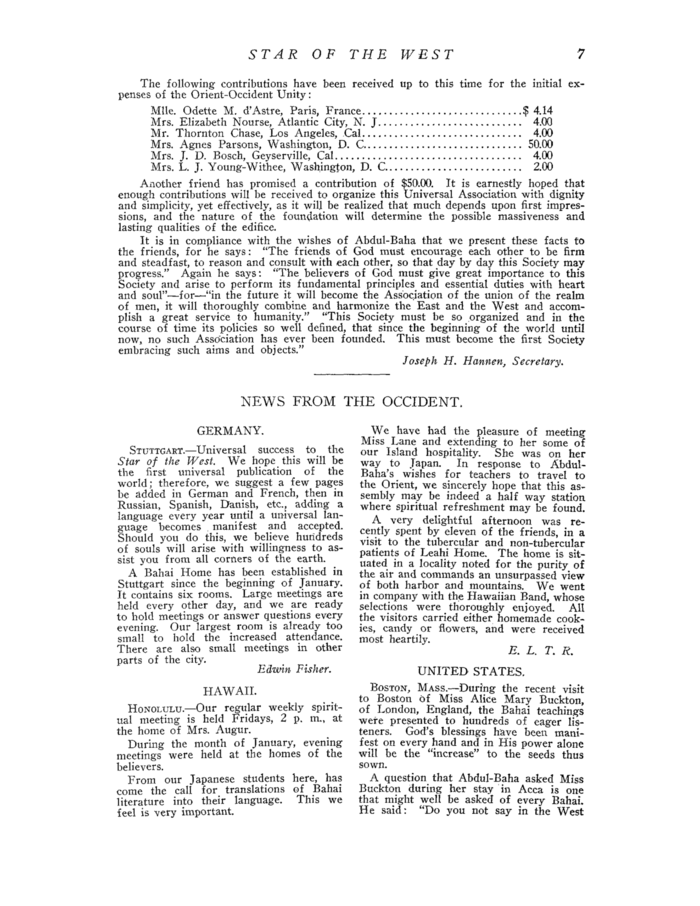 STAR OF THE WEST 7
The following contributions have been received up to this time for the initial ex-
penses of the Orient-Occident Unity:
Mlle. Odette M. d'Astre, Paris, France..............................$ 4.14
Mrs. Elizabeth Nourse, Atlantic City, N. J........................... 4.00
Mr. Thornton Chase, Los Angeles, Cal.............................. 4.00
Mrs. Agnes Parsons, Washington, D. C............................. 50.00
Mrs. J. D. Bosch, Geyserville, Cal................................... 4.00
Mrs. L. J. Young-Withee, Washington, D. C......................... 2.00
Another friend has promised a contribution of $50.00. It is earnestly hoped that
enough contributions will be received to organize this Universal Association with dignity
and simplicity, yet effectively, as it will be realized that much depends upon first impres-
sions, and the nature of the foundation will determine the possible massiveness and
lasting qualities of the edifice.
It is in compliance with the wishes of Abdul-Baha that we present these facts to
the friends, for he says: "The friends of God must encourage each other to be firm
and steadfast, to reason and consult with each other, so that day by day this Society may
progress." Again he says: "The believers of God must give great importance to this
Society and arise to perform its fundamental principles and essential duties with heart
and soul"—for—"in the future it will become the Association of the union of the realm
of men, it will thoroughly combine and harmonize the East and the West and accom-
plish a great service to humanity." "This Society must be so organized and in the
course of time its policies so well defined, that since the beginning of the world until
now, no such Association has ever been founded. This must become the first Society
embracing such aims and objects."
Joseph H. Hannen, Secretary.
NEWS FROM THE OCCIDENT.
GERMANY.
STUTTGART.—Universal success to the
Star of the West. We hope this will be
the first universal publication of the
world; therefore, we suggest a few pages
be added in German and French, then in
Russian, Spanish, Danish, etc., adding a
language every year until a universal lan-
guage becomes manifest and accepted.
Should you do this, we believe hundreds
of souls will arise with willingness to as-
sist you from all corners of the earth.
A Bahai Home has been established in
Stuttgart since the beginning of January.
It contains six rooms. Large meetings are
held every other day, and we are ready
to hold meetings or answer questions every
evening. Our largest room is already too
small to hold the increased attendance.
There are also small meetings in other
parts of the city.
Edwin Fisher.
HAWAII.
HONOLULU.—Our regular weekly spirit-
ual meeting is held Fridays, 2 p. m., at
the home of Mrs. Augur.
During the month of January, evening
meetings were held at the homes of the
believers.
From our Japanese students here, has
come the call for translations of Bahai
literature into their language. This we
feel is very important.
We have had the pleasure of meeting
Miss Lane and extending to her some of
our Island hospitality. She was on her
way to Japan. In response to Abdul-
Baha's wishes for teachers to travel to
the Orient, we sincerely hope that this as-
sembly may be indeed a half way station
where spiritual refreshment may be found.
A very delightful afternoon was re-
cently spent by eleven of the friends, in a
visit to the tubercular and non-tubercular
patients of Leahi Home. The home is sit-
uated in a locality noted for the purity of
the air and commands an unsurpassed view
of both harbor and mountains. We went
in company with the Hawaiian Band, whose
selections were thoroughly enjoyed. All
the visitors carried either homemade cook-
ies, candy or flowers, and were received
most heartily.
E. L. T. R.
UNITED STATES.
BOSTON, MASS.—During the recent visit
to Boston of Miss Alice Mary Buckton,
of London, England, the Bahai teachings
were presented to hundreds of eager lis-
teners. God's blessings have been mani-
fest on every hand and in His power alone
will be the "increase" to the seeds thus
sown.
A question that Abdul-Baha asked Miss
Buckton during her stay in Acca is one
that might well be asked of every Bahai.
He said: "Do you not say in the West